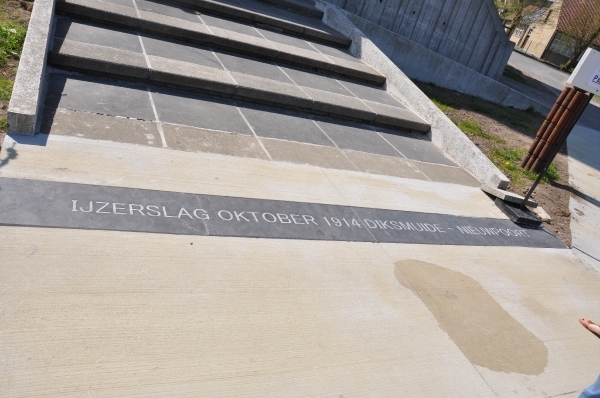 IJZERSLAG OKTOBER 1914 DIKSMUIDE - NIEUWPOORT